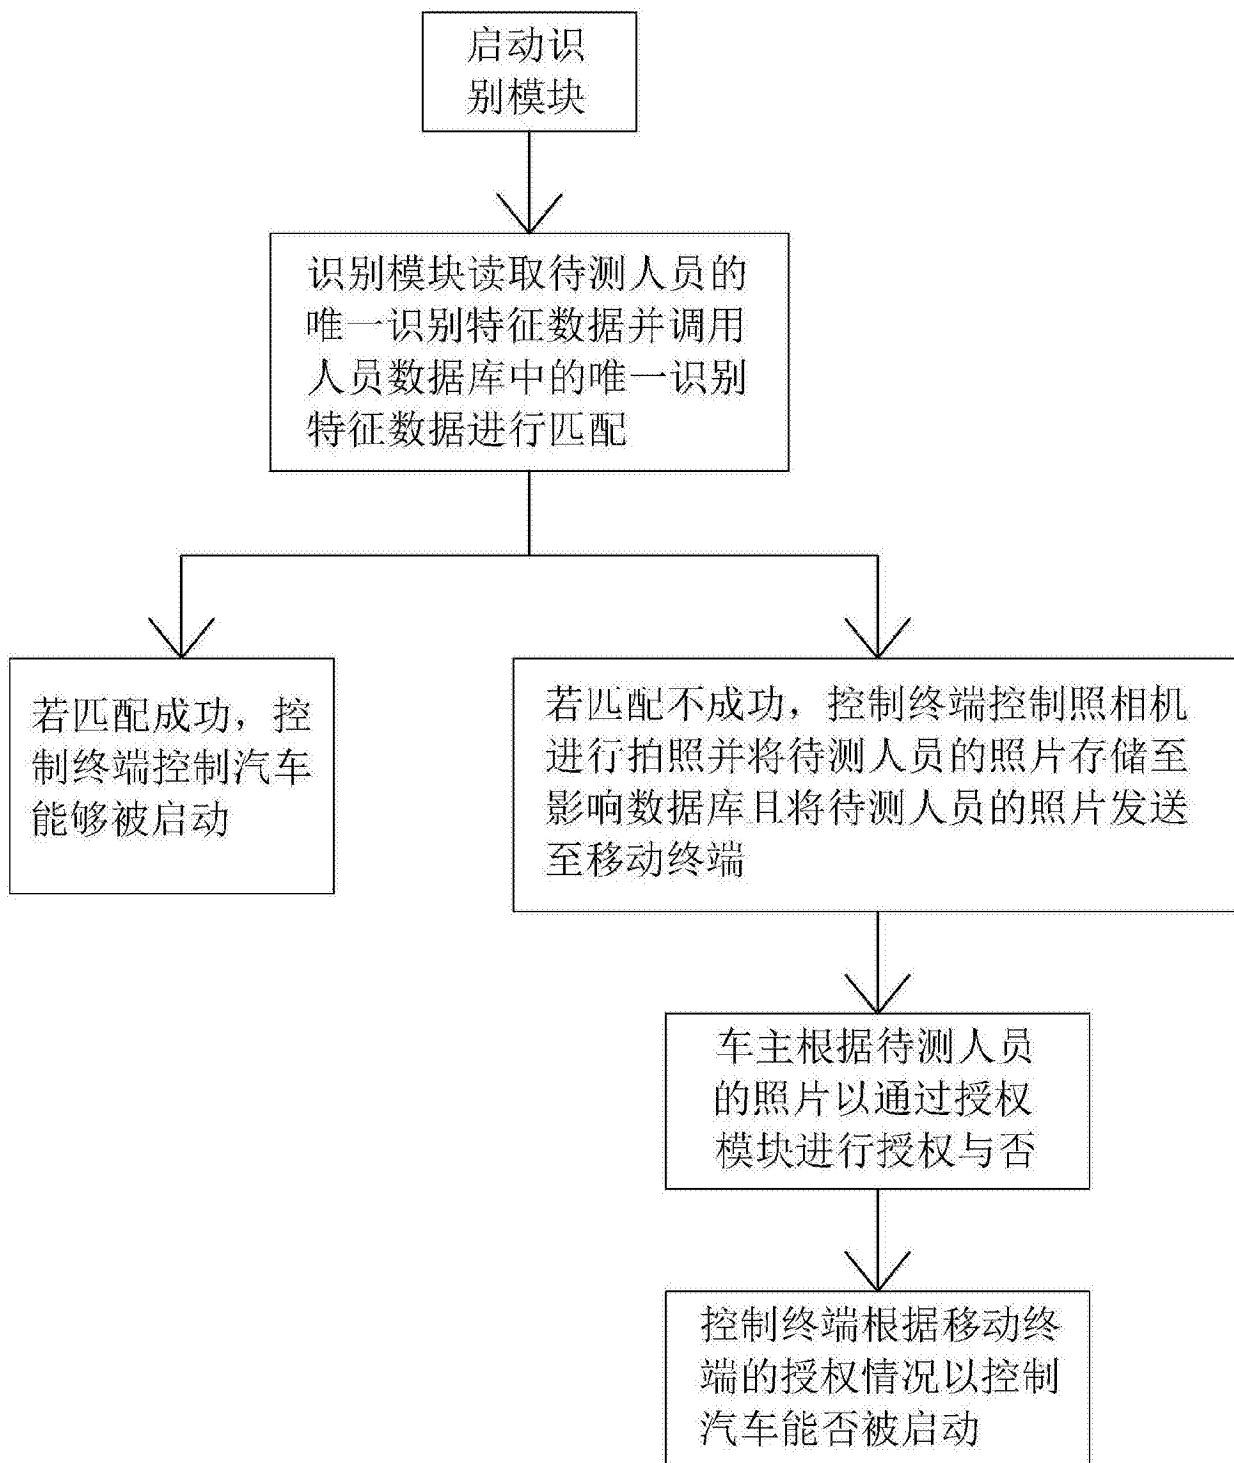 启动识
别模块
识别模块读取待测人员的
唯一识别特征数据并调用
人员数据库中的唯一识别
特征数据进行匹配
若匹配成功，控
制终端控制汽车
能够被启动
若匹配不成功，控制终端控制照相机
进行拍照并将待测人员的照片存储至
影响数据库且将待测人员的照片发送
至移动终端
车主根据待测人员
的照片以通过授权
模块进行授权与否
控制终端根据移动终
端的授权情况以控制
汽车能否被启动